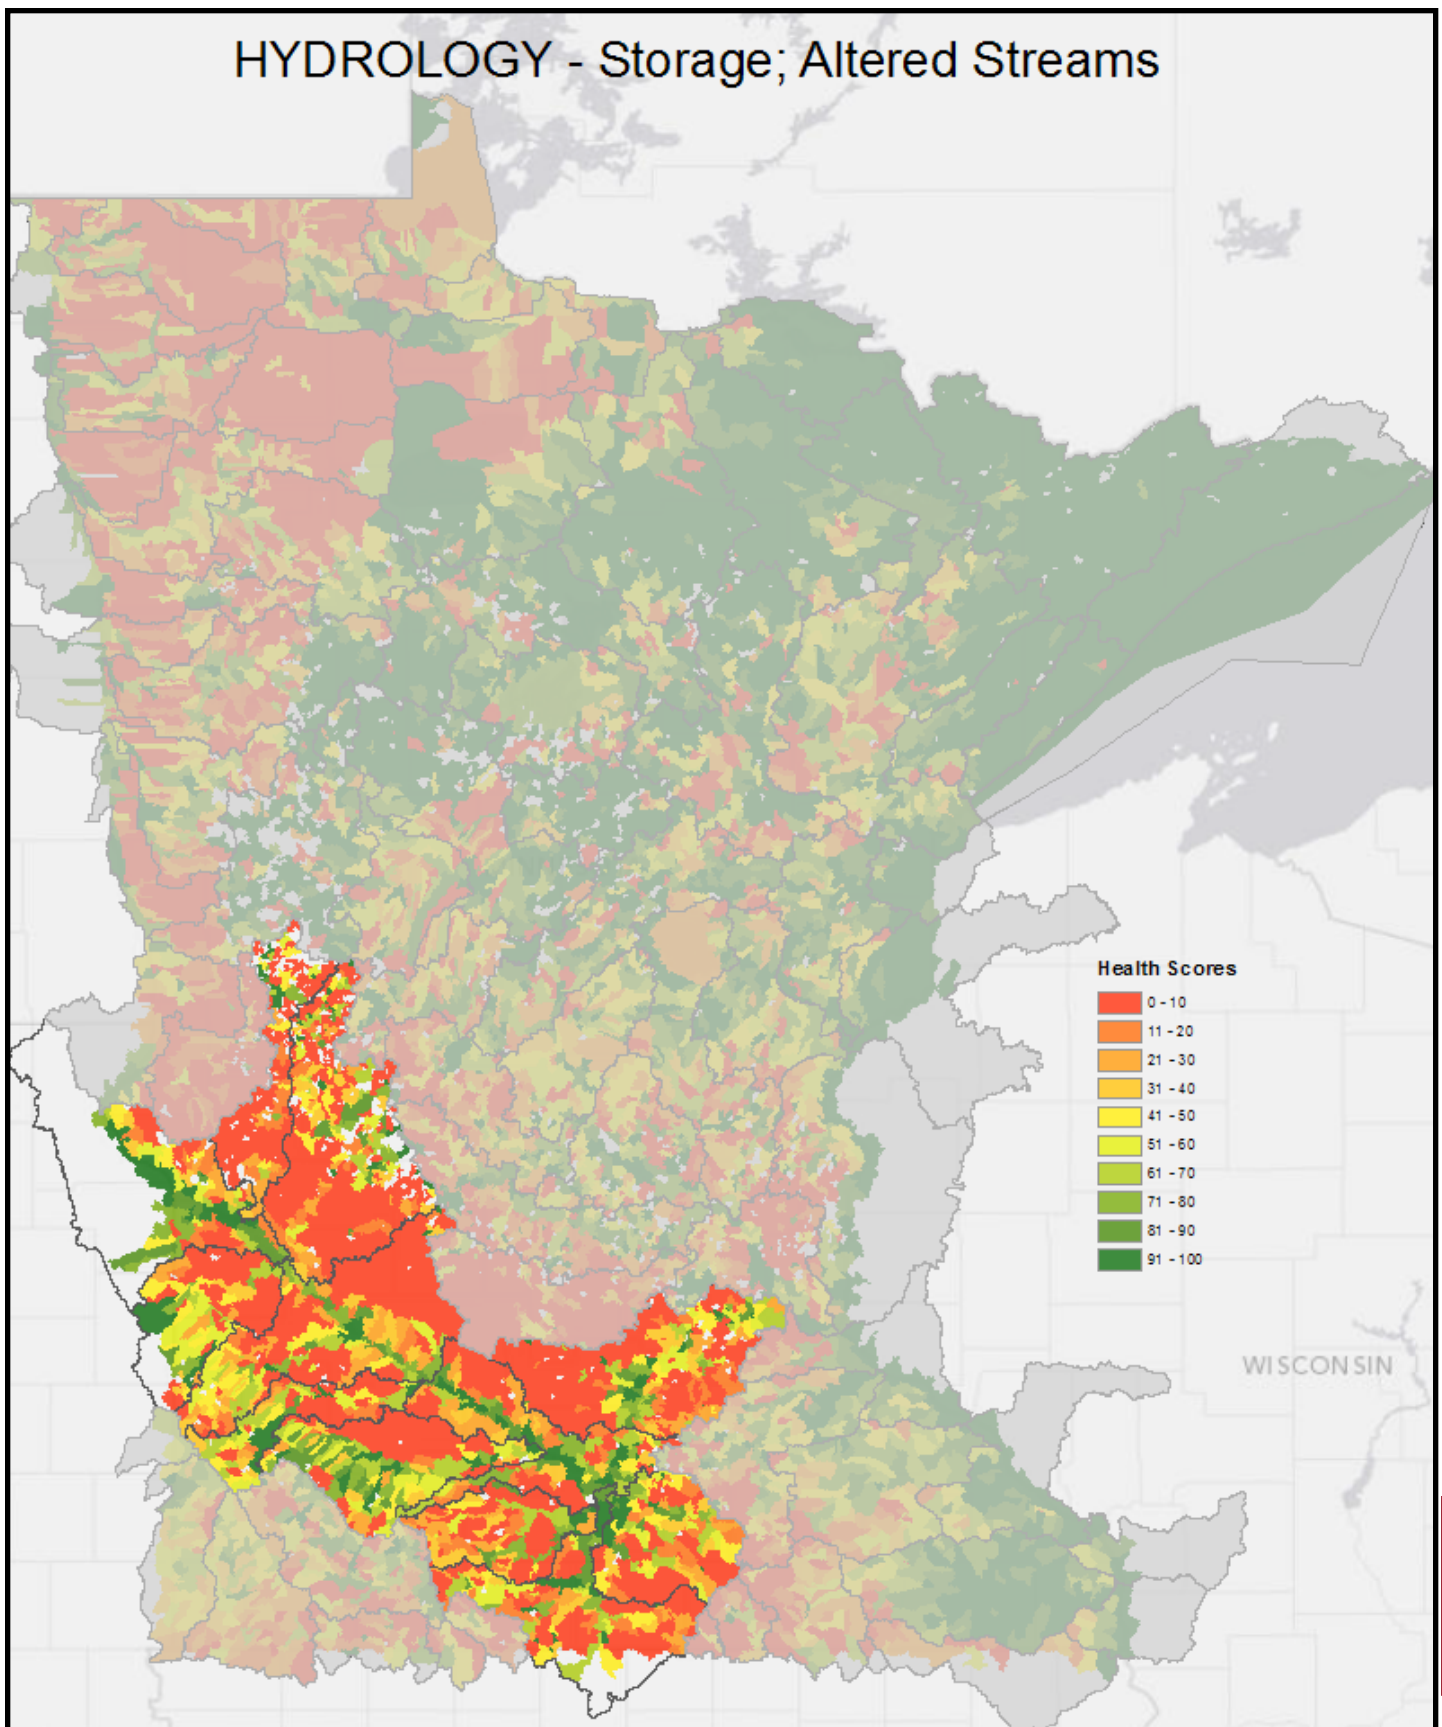 HYDROLOGY - Storage; Altered Streams
Health Scores
0 - 10
11 - 20
21 - 30
31 - 40
41 - 50
51 - 60
61 - 70
71 - 80
81 - 90
91 - 100
WISCONSIN